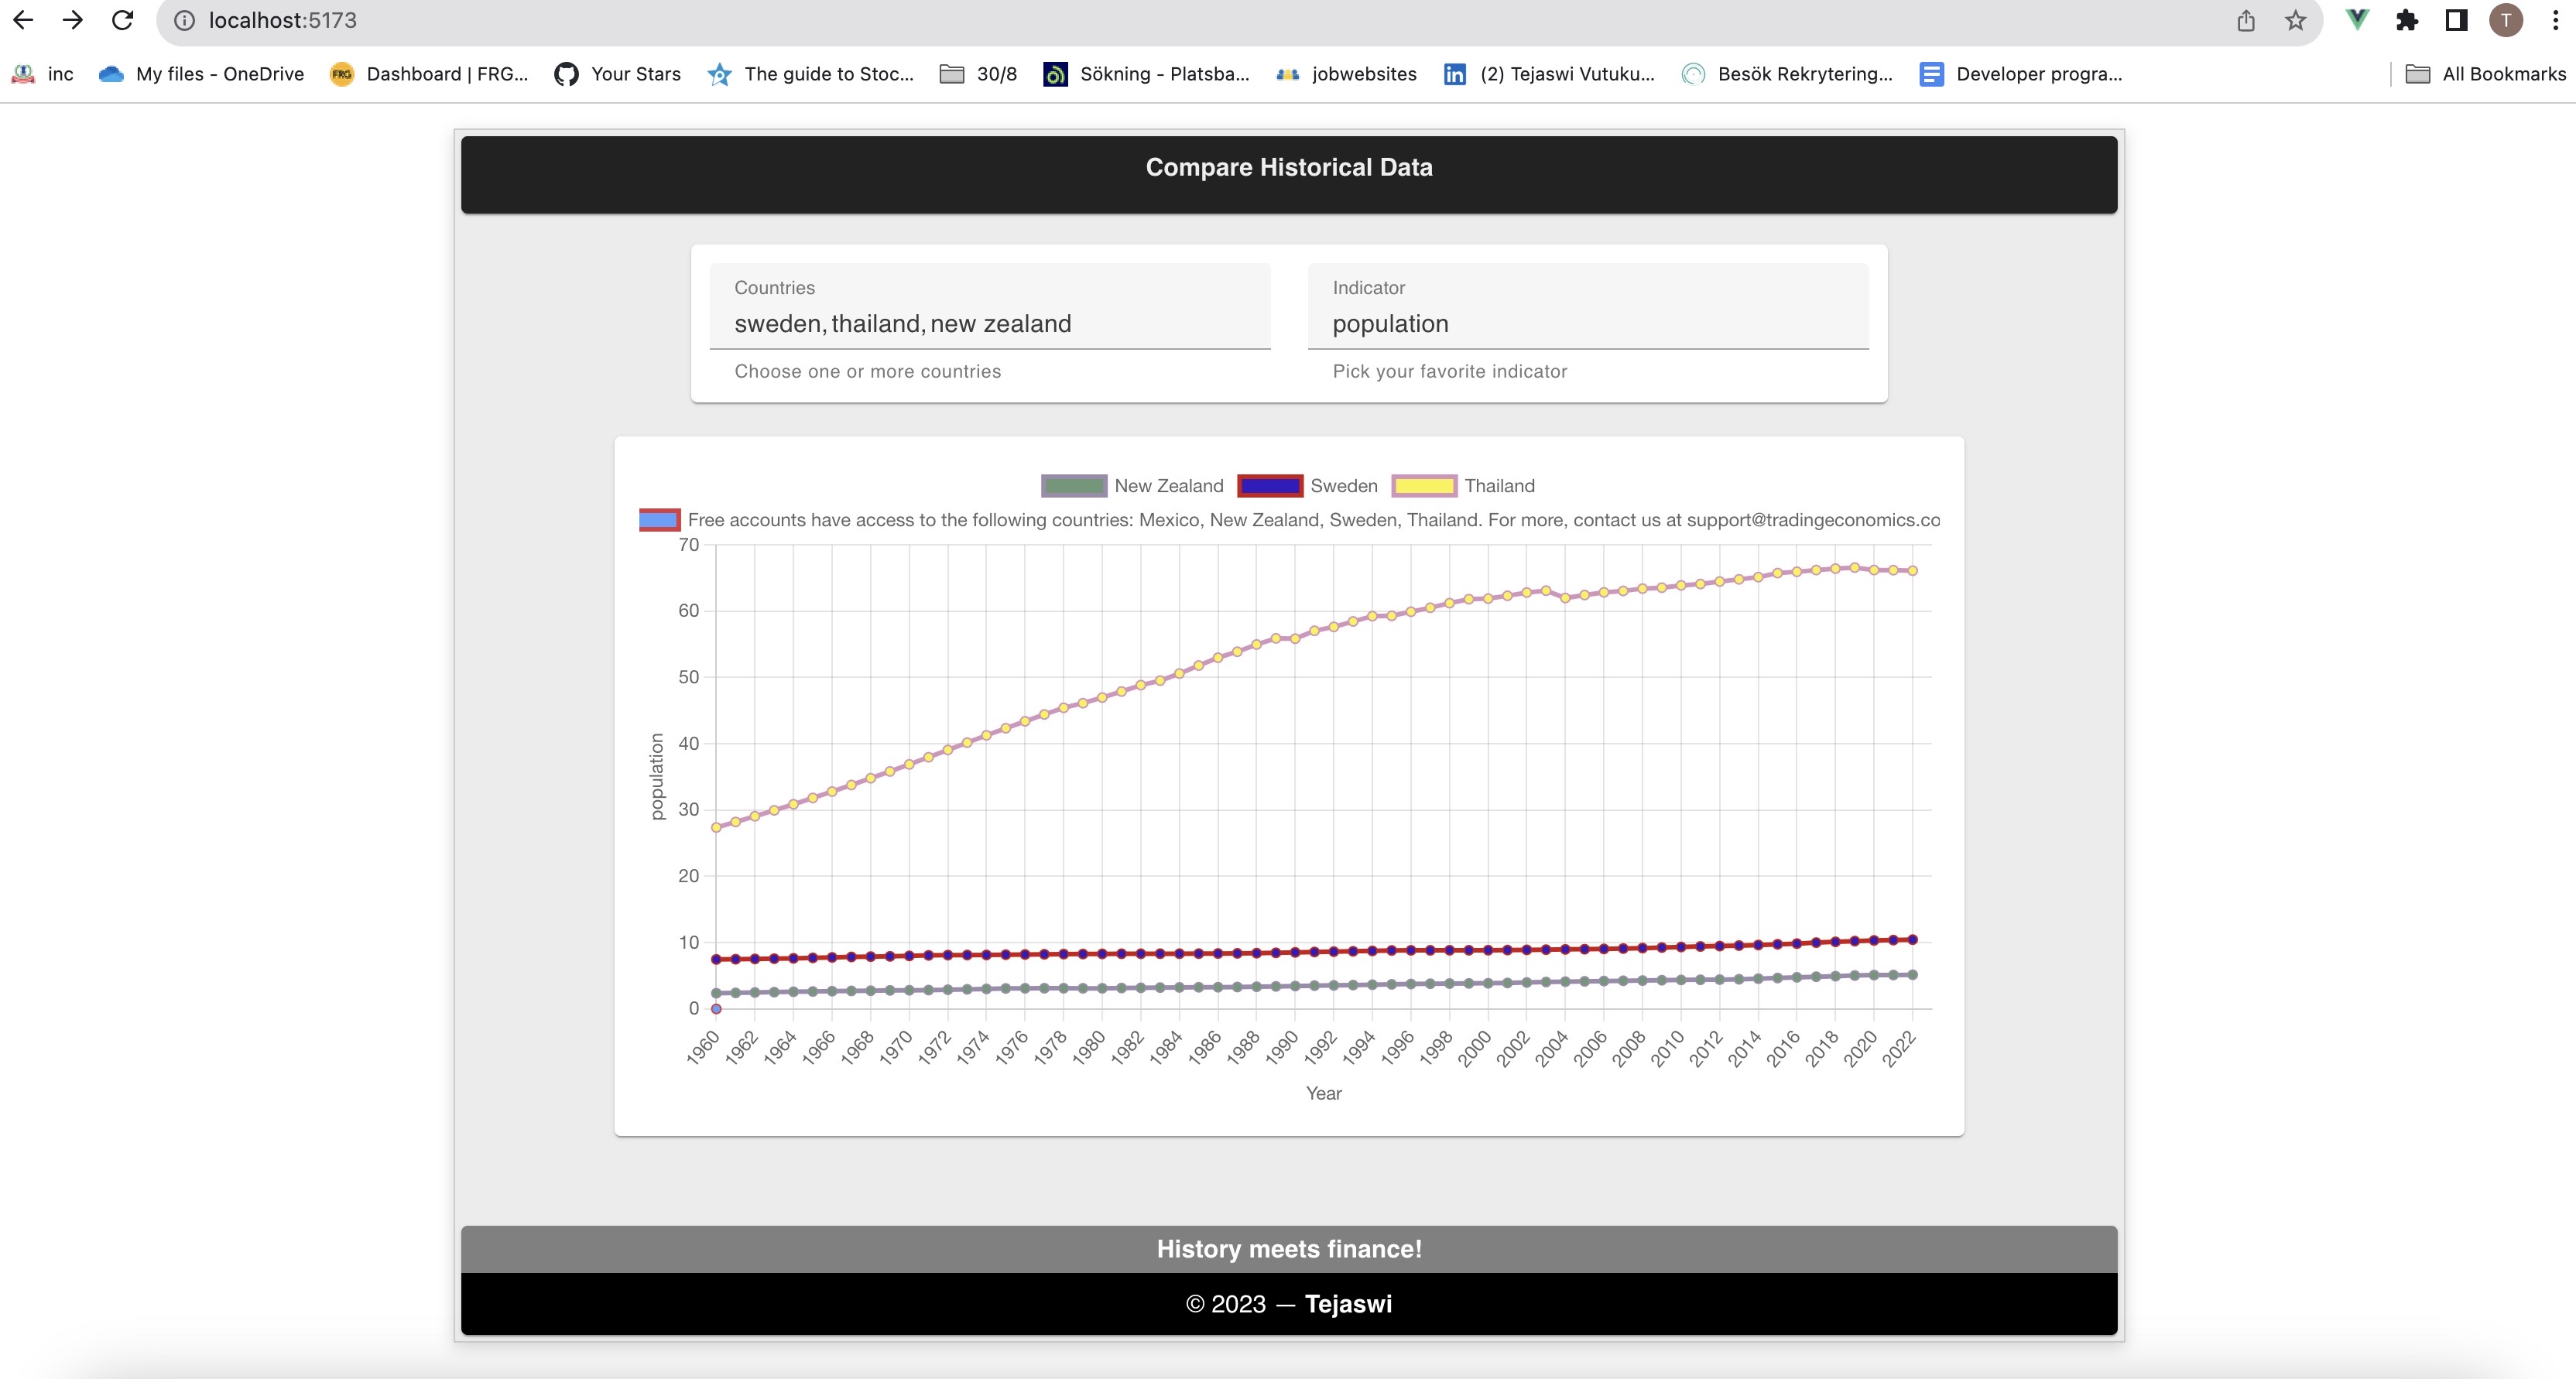 localhost:5173
T
inc My files - OneDrive FRG Dashboard | FRG... Your Stars The guide to Stoc... 30/8 Sökning - Platsba... jobwebsites in (2) Tejaswi Vutuku... Besök Rekrytering... Developer progra... All Bookmarks
Compare Historical Data
Countries Indicator
sweden, thailand, new zealand population
Choose one or more countries Pick your favorite indicator
New Zealand Sweden Thailand
Free accounts have access to the following countries: Mexico, New Zealand, Sweden, Thailand. For more, contact us at support@tradingeconomics.co
70
60
50
40
30
20
10
0
population
1960 1962 1964 1966 1968 1970 1972 1974 1976 1978 1980 1982 1984 1986 1988 1990 1992 1994 1996 1998 2000 2002 2004 2006 2008 2010 2012 2014 2016 2018 2020 2022
Year
History meets finance!
© 2023 — Tejaswi